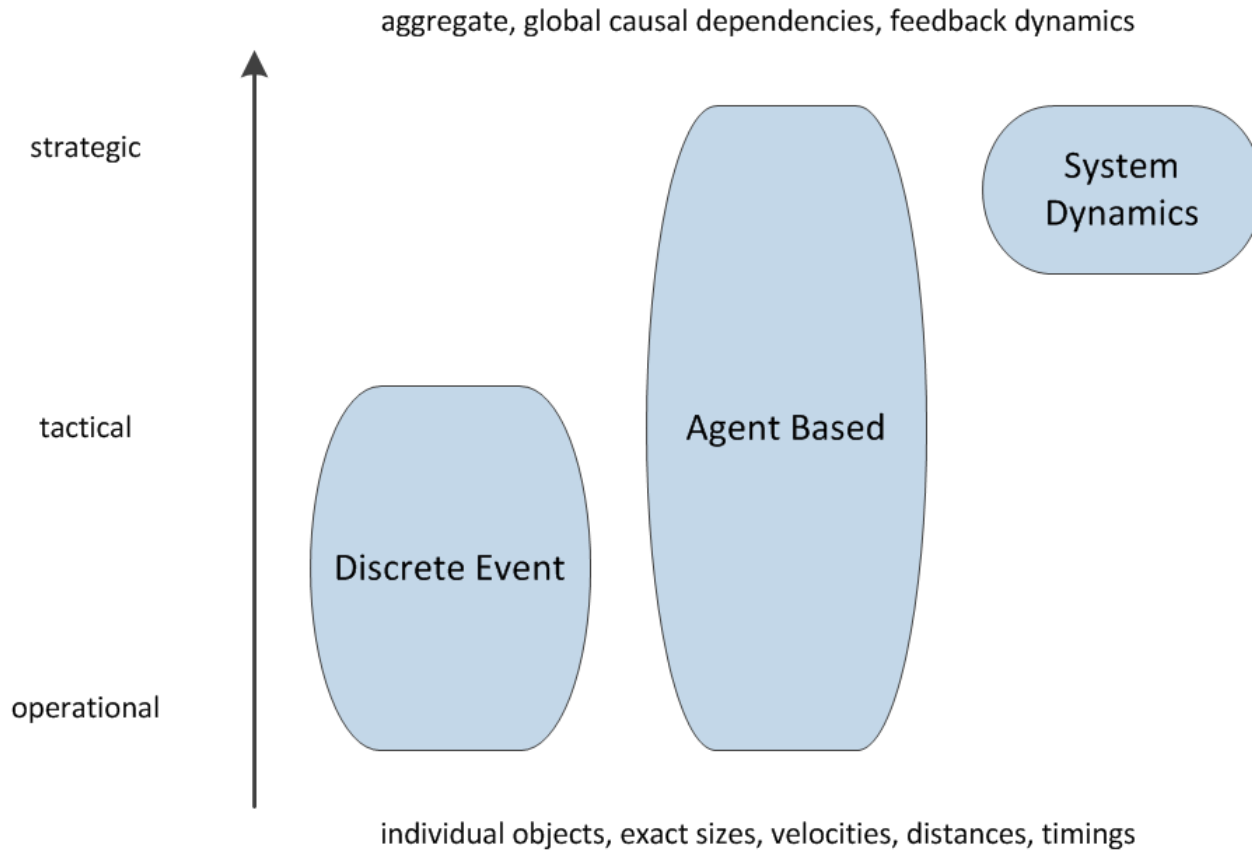 aggregate, global causal dependencies, feedback dynamics
strategic
System
Dynamics
tactical
Agent Based
Discrete Event
operational
individual objects, exact sizes, velocities, distances, timings